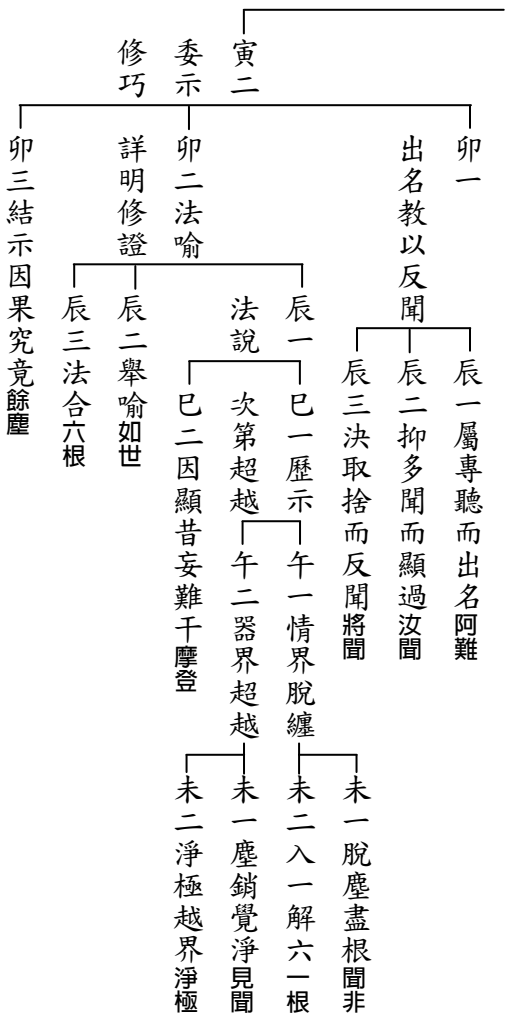 寅二
委示
修巧
卯一
出名教以反聞
辰一屬專聽而出名阿難
辰二抑多聞而顯過汝聞
辰三決取捨而反聞將聞
卯二法喻
詳明修證
辰一
法說
巳一歷示
次第超越
午一情界脫纏
未一脫塵盡根聞非
未二入一解六一根
午二器界超越
未一塵銷覺淨見聞
未二淨極越界淨極
巳二因顯昔妄難干摩登
辰二舉喻如世
辰三法合六根
卯三結示因果究竟餘塵